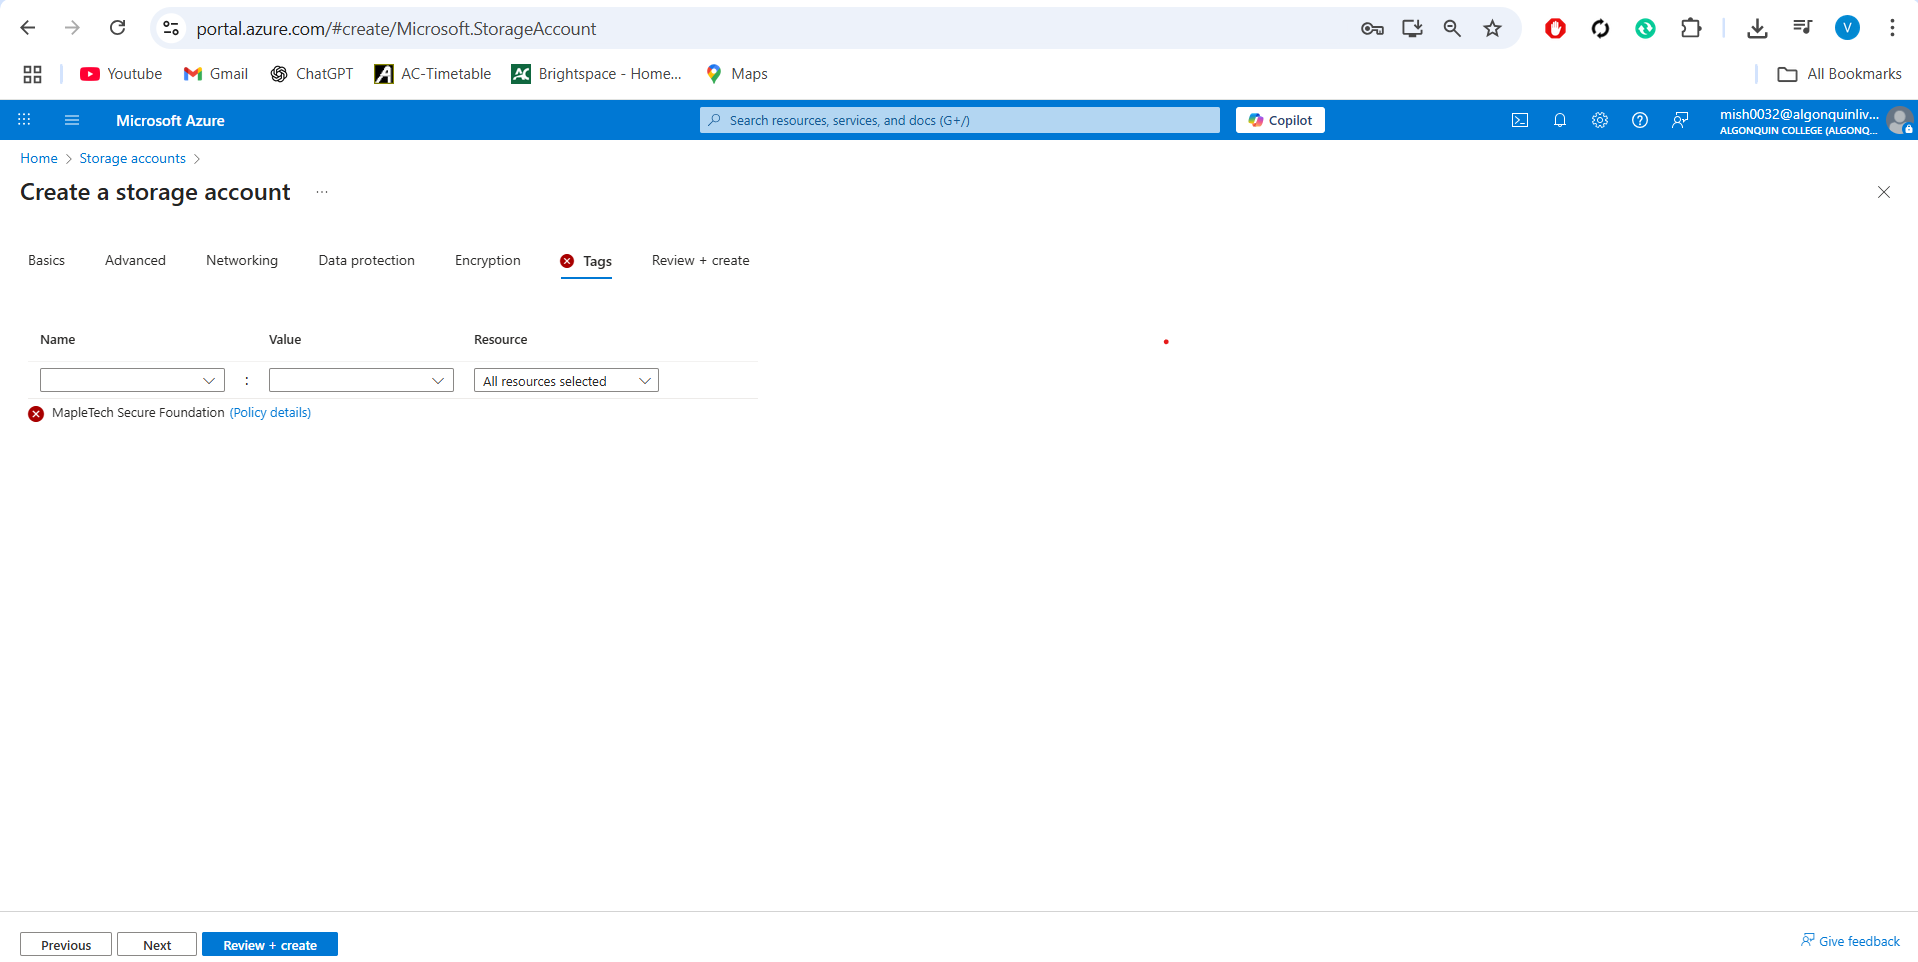 portal.azure.com/#create/Microsoft.StorageAccount
V
Youtube Gmail ChatGPT AC-Timetable Brightspace - Home... Maps All Bookmarks
Microsoft Azure
Search resources, services, and docs (G+/)
Copilot
mish0032@algonquinliv...
ALGONQUIN COLLEGE (ALGONQ...
Home > Storage accounts >
Create a storage account ...
Basics Advanced Networking Data protection Encryption Tags Review + create
Name Value Resource
: All resources selected
MapleTech Secure Foundation (Policy details)
Previous Next Review + create Give feedback